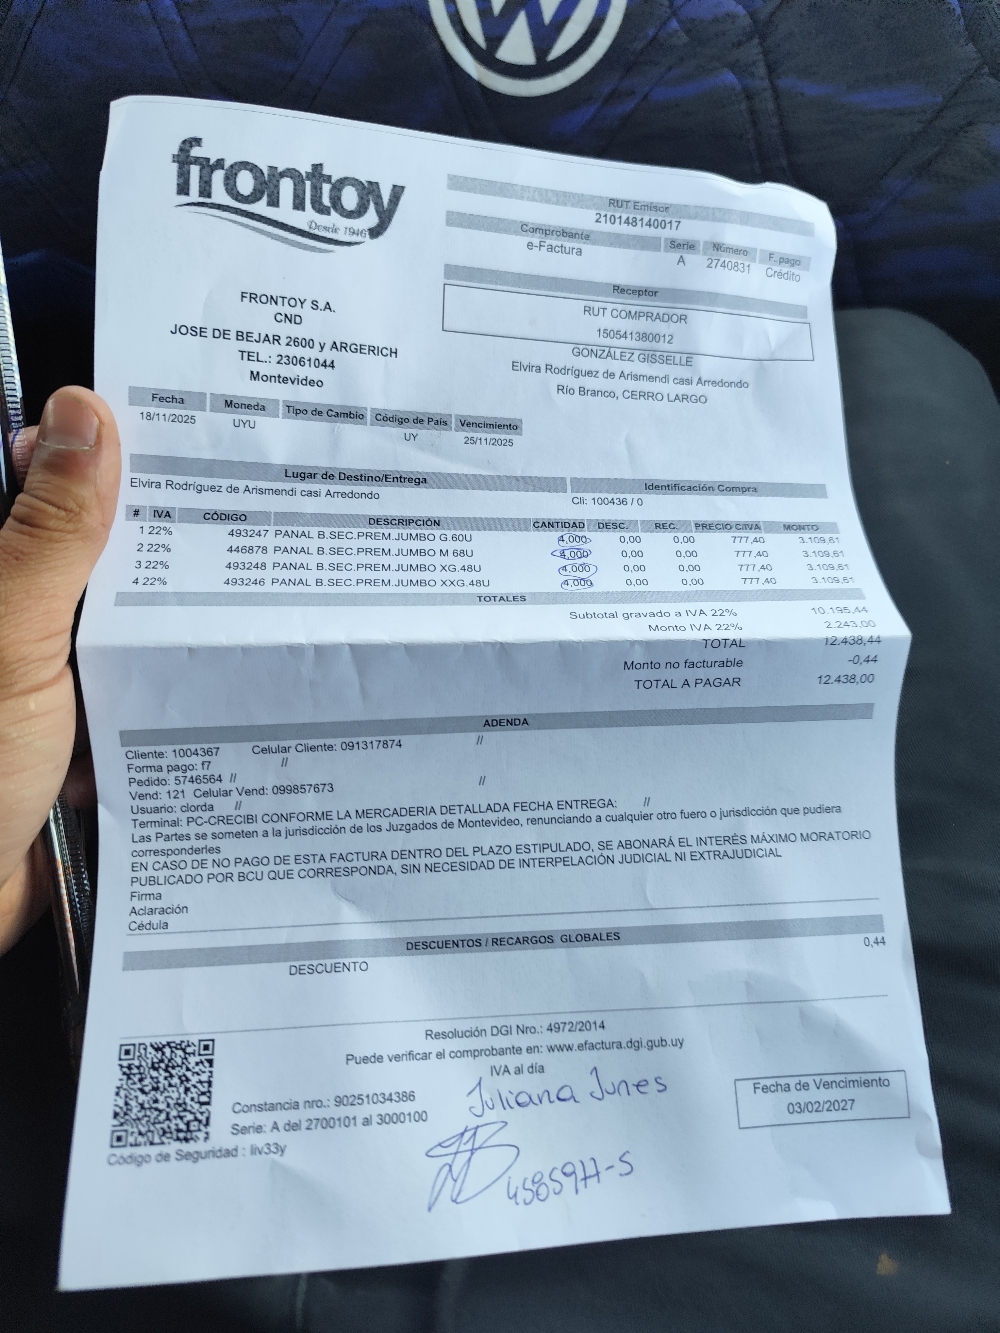 frontoy
Desde 1946
RUT Emisor
210148140017
Comprobante Serie Número F. pago
e-Factura A 2740831 Crédito
Receptor
RUT COMPRADOR
150541380012
GONZÁLEZ GISSELLE
Elvira Rodríguez de Arismendi casi Arredondo
Río Branco, CERRO LARGO
FRONTOY S.A.
CND
JOSE DE BEJAR 2600 y ARGERICH
TEL.: 23061044
Montevideo
Fecha Moneda Tipo de Cambio Código de País Vencimiento
18/11/2025 UYU UY 25/11/2025
Lugar de Destino/Entrega Identificación Compra
Elvira Rodríguez de Arismendi casi Arredondo Cli: 100436 / 0
# IVA CÓDIGO DESCRIPCIÓN CANTIDAD DESC. REC. PRECIO C/IVA MONTO
1 22% 493247 PANAL B.SEC.PREM.JUMBO G.60U 4,000 0,00 0,00 777,40 3.109,61
2 22% 446878 PANAL B.SEC.PREM.JUMBO M 68U 4,000 0,00 0,00 777,40 3.109,61
3 22% 493248 PANAL B.SEC.PREM.JUMBO XG.48U 4,000 0,00 0,00 777,40 3.109,61
4 22% 493246 PANAL B.SEC.PREM.JUMBO XXG.48U 4,000 0,00 0,00 777,40 3.109,61
TOTALES
Subtotal gravado a IVA 22% 10.195,44
Monto IVA 22% 2.243,00
TOTAL 12.438,44
Monto no facturable -0,44
TOTAL A PAGAR 12.438,00
ADENDA
Cliente: 1004367 Celular Cliente: 091317874 //
Forma pago: f7 //
Pedido: 5746564 //
Vend: 121 Celular Vend: 099857673 //
Usuario: clorda //
Terminal: PC-CRECIBI CONFORME LA MERCADERIA DETALLADA FECHA ENTREGA: //
Las Partes se someten a la jurisdicción de los Juzgados de Montevideo, renunciando a cualquier otro fuero o jurisdicción que pudiera
corresponderles
EN CASO DE NO PAGO DE ESTA FACTURA DENTRO DEL PLAZO ESTIPULADO, SE ABONARÁ EL INTERÉS MÁXIMO MORATORIO
PUBLICADO POR BCU QUE CORRESPONDA, SIN NECESIDAD DE INTERPELACIÓN JUDICIAL NI EXTRAJUDICIAL
Firma
Aclaración
Cédula
DESCUENTOS / RECARGOS GLOBALES
DESCUENTO 0,44
Resolución DGI Nro.: 4972/2014
Puede verificar el comprobante en: www.efactura.dgi.gub.uy
IVA al día
Constancia nro.: 90251034386
Serie: A del 2700101 al 3000100
Código de Seguridad : liv33y
Fecha de Vencimiento
03/02/2027
Juliana Junes